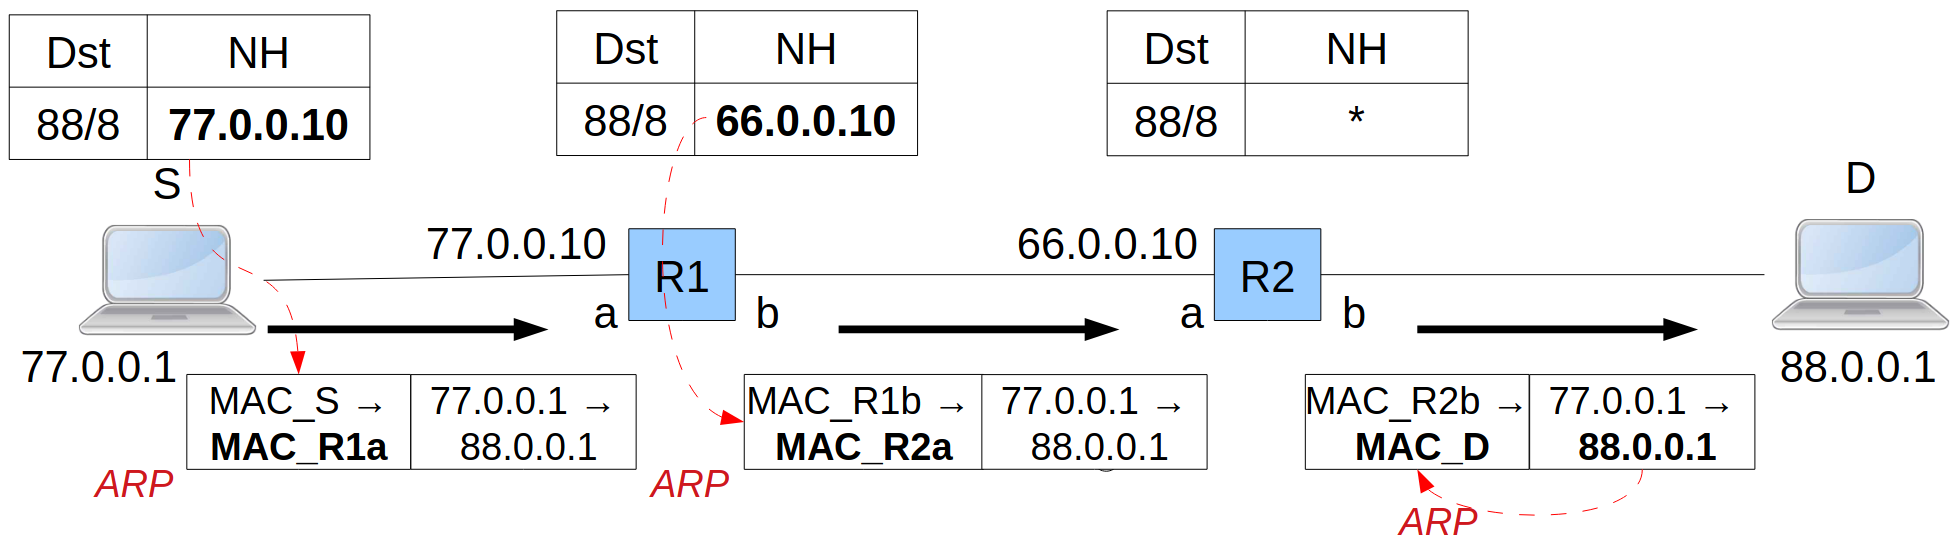 Dst NH
88/8 77.0.0.10
Dst NH
88/8 66.0.0.10
Dst NH
88/8 *
S
D
77.0.0.10
R1
66.0.0.10
R2
a
b
a
b
77.0.0.1
88.0.0.1
MAC_S →
MAC_R1a
77.0.0.1 →
88.0.0.1
MAC_R1b →
MAC_R2a
77.0.0.1 →
88.0.0.1
MAC_R2b →
MAC_D
77.0.0.1 →
88.0.0.1
ARP
ARP
ARP